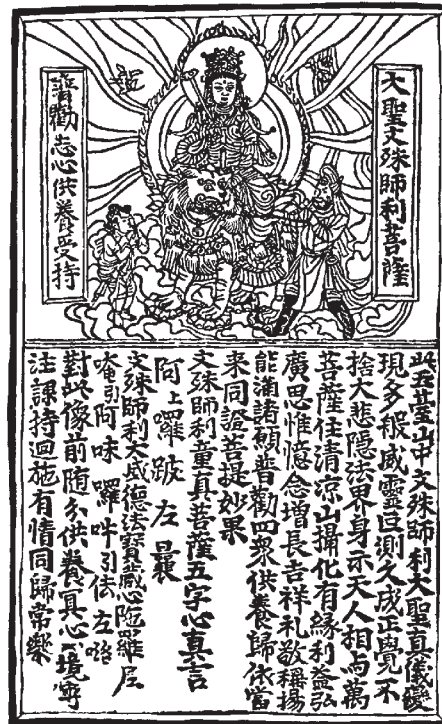 大聖文殊師利菩薩
普勸志心供養受持
此五臺山中文殊師利大聖真儀變
現多般威靈叵測久成正覺不
捨大悲隱法界身示天人相與萬
菩薩住清涼山攝化有緣利益弘
廣思惟憶念增長吉祥礼敬稱揚
能滿諸願普勸四衆供養歸依當
来同證菩提妙果
文殊師利童真菩薩五字心真言
阿上囉跛左曩
文殊師利大威德法寶藏心陁羅尼
唵引阿味囉吽引佉左𠷑
對此像前随分供養冥心一境專
注課持迴施有情同歸常樂